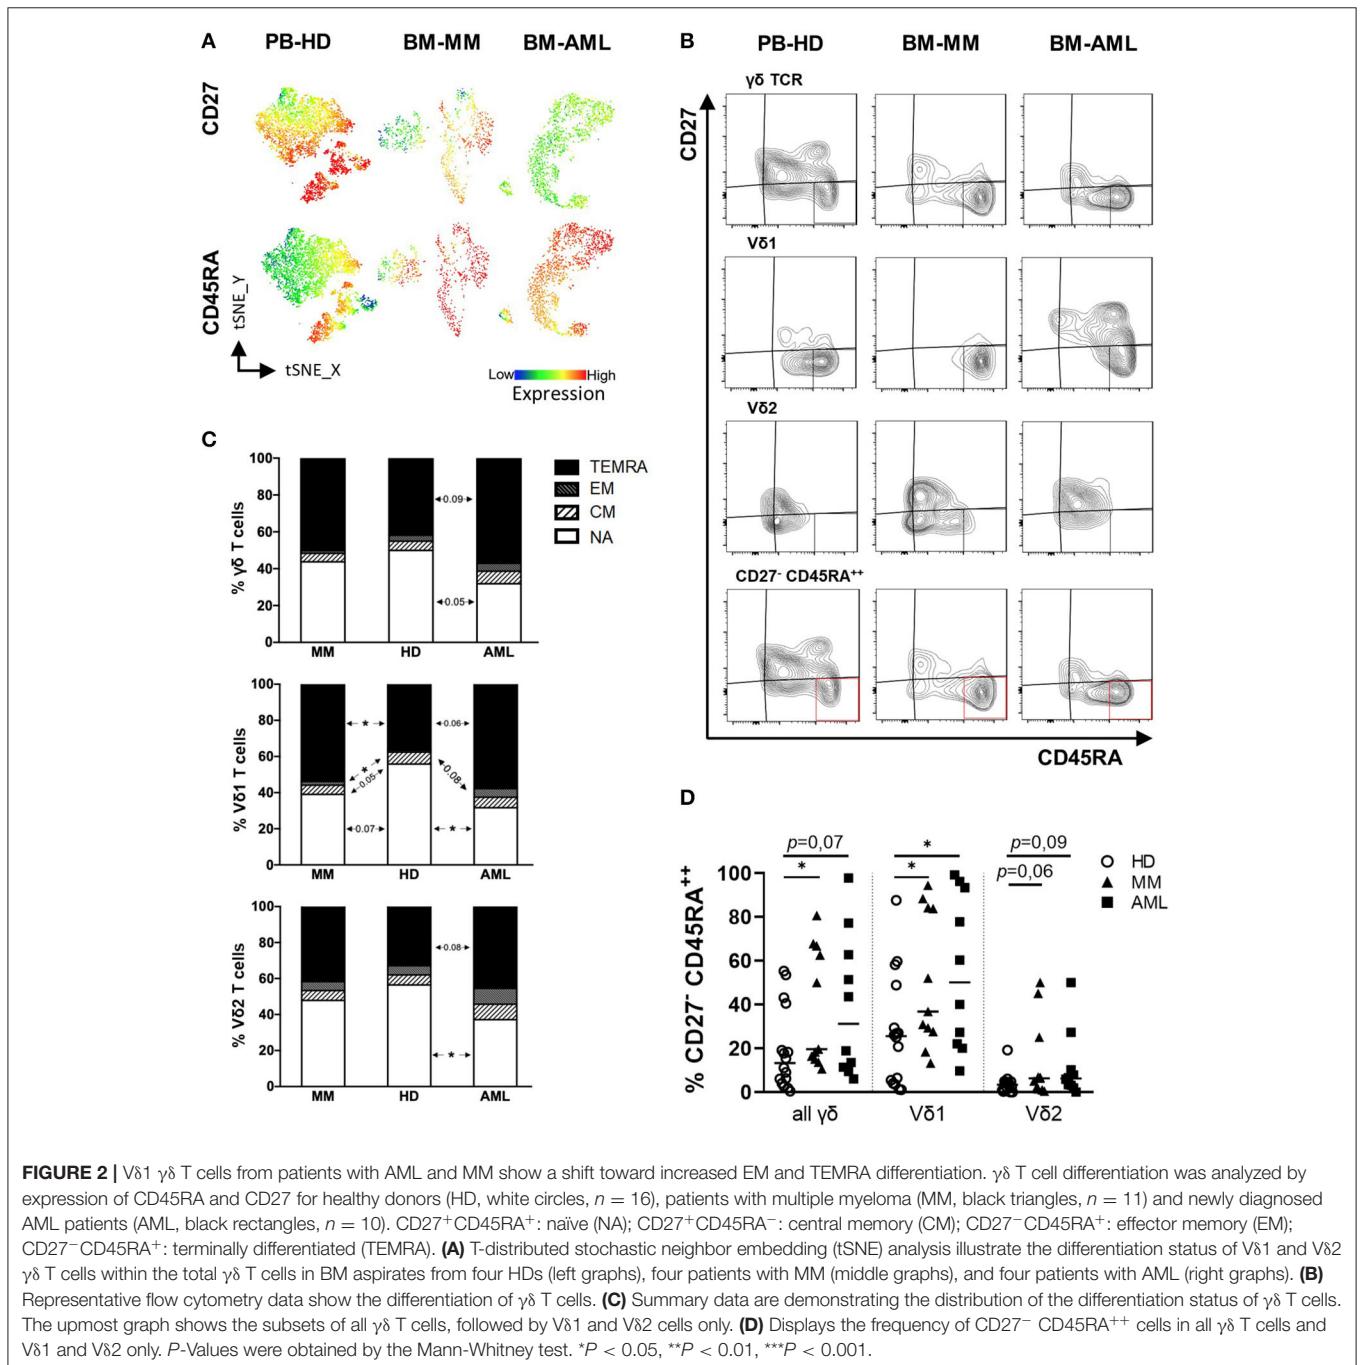 A
PB-HD BM-MM BM-AML
CD27
CD45RA
tSNE_Y
tSNE_X
Low High
Expression
B
PB-HD BM-MM BM-AML
γδ TCR
CD27
Vδ1
Vδ2
CD27- CD45RA++
CD45RA
C
100
80
60
40
20
0
% γδ T cells
0.09
0.05
MM HD AML
TEMRA
EM
CM
NA
100
80
60
40
20
0
% Vδ1 T cells
*
0.06
*
0.05
0.08
0.07
*
MM HD AML
100
80
60
40
20
0
% Vδ2 T cells
0.08
*
MM HD AML
D
% CD27- CD45RA++
100
80
60
40
20
0
p=0,07
*
*
*
p=0,09
p=0,06
all γδ Vδ1 Vδ2
HD
MM
AML
FIGURE 2 | Vδ1 γδ T cells from patients with AML and MM show a shift toward increased EM and TEMRA differentiation. γδ T cell differentiation was analyzed by
expression of CD45RA and CD27 for healthy donors (HD, white circles, n = 16), patients with multiple myeloma (MM, black triangles, n = 11) and newly diagnosed
AML patients (AML, black rectangles, n = 10). CD27+CD45RA+: naïve (NA); CD27+CD45RA−: central memory (CM); CD27−CD45RA+: effector memory (EM);
CD27−CD45RA+: terminally differentiated (TEMRA). (A) T-distributed stochastic neighbor embedding (tSNE) analysis illustrate the differentiation status of Vδ1 and Vδ2
γδ T cells within the total γδ T cells in BM aspirates from four HDs (left graphs), four patients with MM (middle graphs), and four patients with AML (right graphs). (B)
Representative flow cytometry data show the differentiation of γδ T cells. (C) Summary data are demonstrating the distribution of the differentiation status of γδ T cells.
The upmost graph shows the subsets of all γδ T cells, followed by Vδ1 and Vδ2 cells only. (D) Displays the frequency of CD27− CD45RA++ cells in all γδ T cells and
Vδ1 and Vδ2 only. P-Values were obtained by the Mann-Whitney test. *P < 0.05, **P < 0.01, ***P < 0.001.